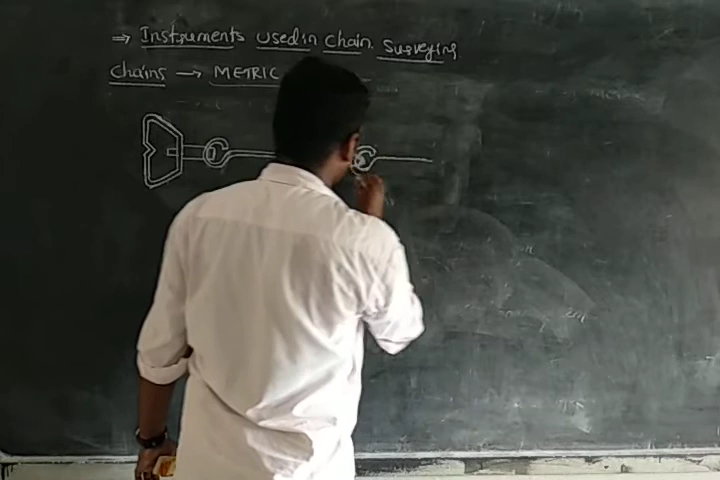 ⇒ Instruments used in Chain Surveying
Chains → METRIC